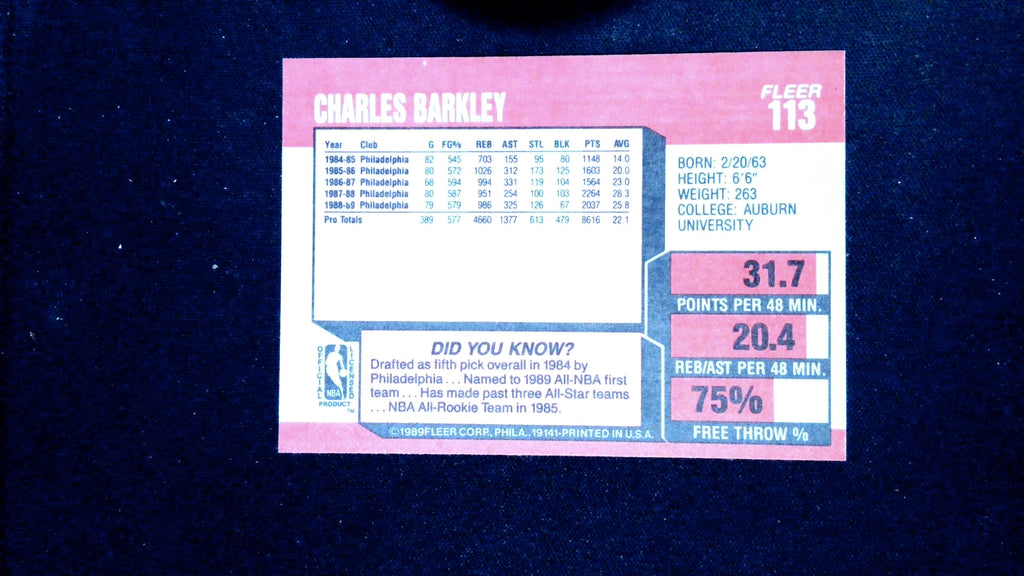 CHARLES BARKLEY
FLEER
113
Year Club G FG% REB AST STL BLK PTS AVG
1984-85 Philadelphia 82 545 703 155 95 80 1148 14.0
1985-86 Philadelphia 80 572 1026 312 173 125 1603 20.0
1986-87 Philadelphia 68 594 994 331 119 104 1564 23.0
1987-88 Philadelphia 80 587 951 254 100 103 2264 28.3
1988-89 Philadelphia 79 579 986 325 126 67 2037 25.8
Pro Totals 389 577 4660 1377 613 479 8616 22.1
BORN: 2/20/63
HEIGHT: 6'6"
WEIGHT: 263
COLLEGE: AUBURN
UNIVERSITY
31.7
POINTS PER 48 MIN.
20.4
REB/AST PER 48 MIN.
75%
FREE THROW %
OFFICIAL LICENSED
NBA
PRODUCT
TM
DID YOU KNOW?
Drafted as fifth pick overall in 1984 by
Philadelphia... Named to 1989 All-NBA first
team... Has made past three All-Star teams
... NBA All-Rookie Team in 1985.
©1989FLEER CORP., PHILA., 19141-PRINTED IN U.S.A.